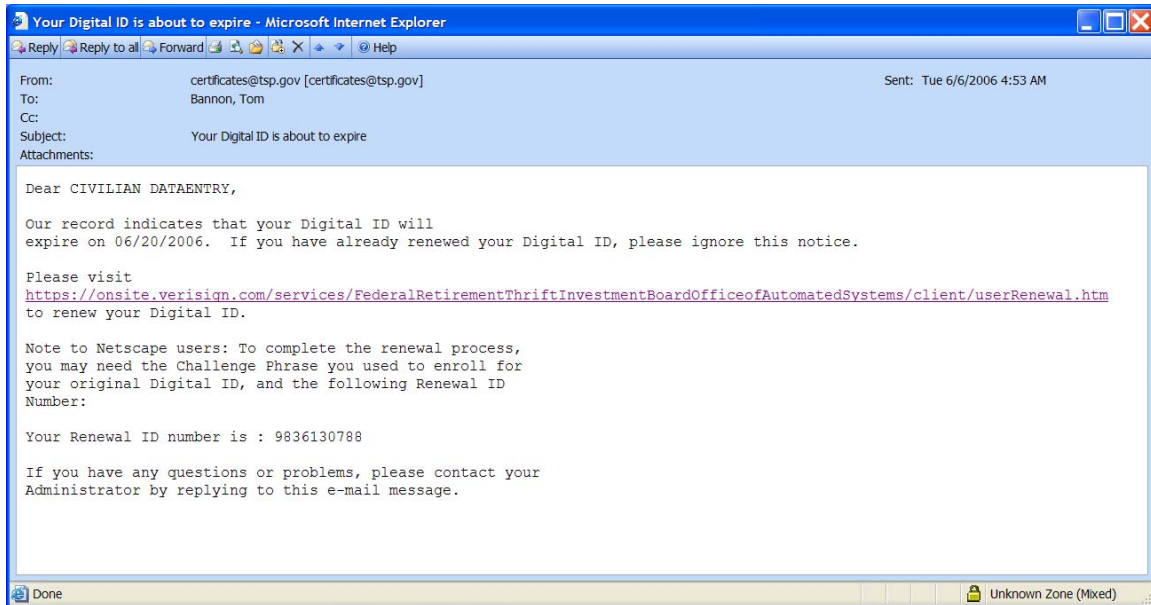 Your Digital ID is about to expire - Microsoft Internet Explorer
Reply Reply to all Forward Help
From: certificates@tsp.gov [certificates@tsp.gov] Sent: Tue 6/6/2006 4:53 AM
To: Bannon, Tom
Cc:
Subject: Your Digital ID is about to expire
Attachments:
Dear CIVILIAN DATAENTRY,
Our record indicates that your Digital ID will
expire on 06/20/2006.  If you have already renewed your Digital ID, please ignore this notice.
Please visit
https://onsite.verisign.com/services/FederalRetirementThriftInvestmentBoardOfficeofAutomatedSystems/client/userRenewal.htm
to renew your Digital ID.
Note to Netscape users: To complete the renewal process,
you may need the Challenge Phrase you used to enroll for
your original Digital ID, and the following Renewal ID
Number:
Your Renewal ID number is : 9836130788
If you have any questions or problems, please contact your
Administrator by replying to this e-mail message.
Done Unknown Zone (Mixed)